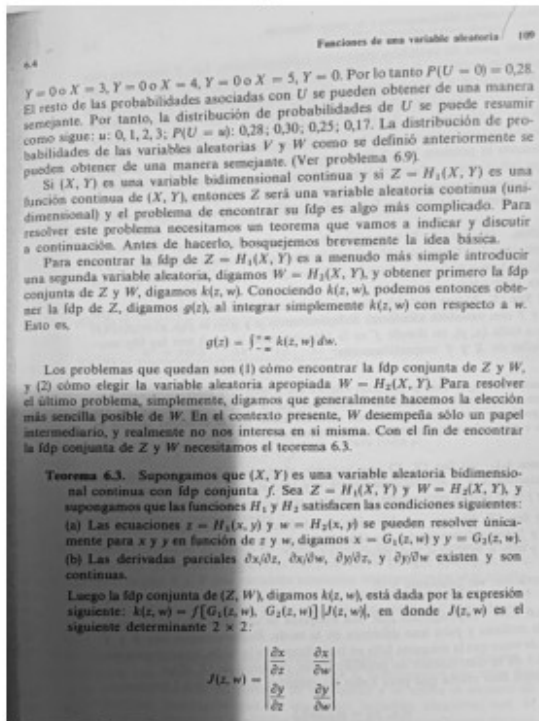 Funciones de una variable aleatoria 109
6.4
Y = 0 o X = 3, Y = 0 o X = 4, Y = 0 o X = 5, Y = 0. Por lo tanto P(U = 0) = 0,28.
El resto de las probabilidades asociadas con U se pueden obtener de una manera
semejante. Por tanto, la distribución de probabilidades de U se puede resumir
como sigue: u: 0, 1, 2, 3; P(U = u): 0,28; 0,30; 0,25; 0,17. La distribución de pro-
babilidades de las variables aleatorias V y W como se definió anteriormente se
pueden obtener de una manera semejante. (Ver problema 6.9).
Si (X, Y) es una variable bidimensional continua y si Z = H₁(X, Y) es una
función continua de (X, Y), entonces Z será una variable aleatoria continua (uni-
dimensional) y el problema de encontrar su fdp es algo más complicado. Para
resolver este problema necesitamos un teorema que vamos a indicar y discutir
a continuación. Antes de hacerlo, bosquejemos brevemente la idea básica.
Para encontrar la fdp de Z = H₁(X, Y) es a menudo más simple introducir
una segunda variable aleatoria, digamos W = H₂(X, Y), y obtener primero la fdp
conjunta de Z y W, digamos k(z, w). Conociendo k(z, w), podemos entonces obte-
ner la fdp de Z, digamos g(z), al integrar simplemente k(z, w) con respecto a w.
Esto es,
g(z) = ∫₋∞⁺∞ k(z, w) dw.
Los problemas que quedan son (1) cómo encontrar la fdp conjunta de Z y W,
y (2) cómo elegir la variable aleatoria apropiada W = H₂(X, Y). Para resolver
el último problema, simplemente, digamos que generalmente hacemos la elección
más sencilla posible de W. En el contexto presente, W desempeña sólo un papel
intermediario, y realmente no nos interesa en si misma. Con el fin de encontrar
la fdp conjunta de Z y W necesitamos el teorema 6.3.
Teorema 6.3. Supongamos que (X, Y) es una variable aleatoria bidimensio-
nal continua con fdp conjunta f. Sea Z = H₁(X, Y) y W = H₂(X, Y), y
supongamos que las funciones H₁ y H₂ satisfacen las condiciones siguientes:
(a) Las ecuaciones z = H₁(x, y) y w = H₂(x, y) se pueden resolver única-
mente para x y y en función de z y w, digamos x = G₁(z, w) y y = G₂(z, w).
(b) Las derivadas parciales ∂x/∂z, ∂x/∂w, ∂y/∂z, y ∂y/∂w existen y son
continuas.
Luego la fdp conjunta de (Z, W), digamos k(z, w), está dada por la expresión
siguiente: k(z, w) = f[G₁(z, w), G₂(z, w)] |J(z, w)|, en donde J(z, w) es el
siguiente determinante 2 × 2:
J(z, w) = | ∂x/∂z ∂x/∂w |
| ∂y/∂z ∂y/∂w |.